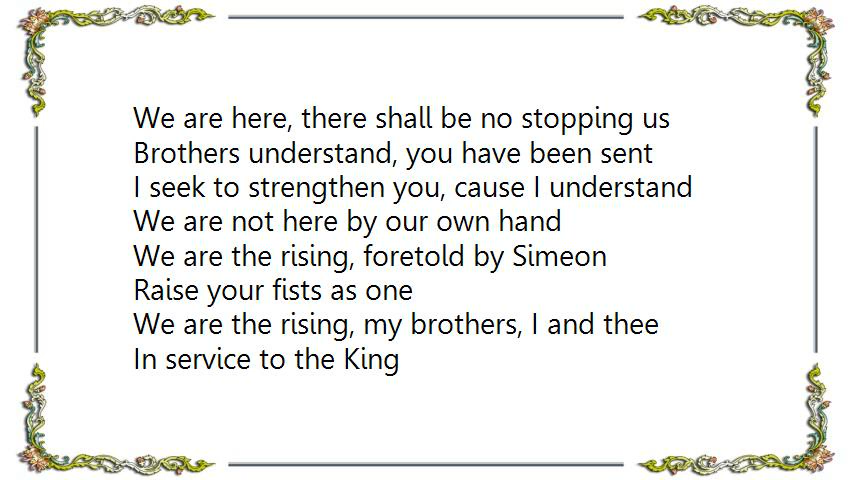 We are here, there shall be no stopping us
Brothers understand, you have been sent
I seek to strengthen you, cause I understand
We are not here by our own hand
We are the rising, foretold by Simeon
Raise your fists as one
We are the rising, my brothers, I and thee
In service to the King